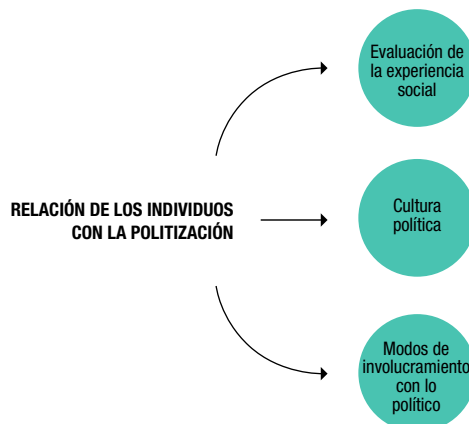 Evaluación de
la experiencia
social
RELACIÓN DE LOS INDIVIDUOS
CON LA POLITIZACIÓN
Cultura
política
Modos de
involucramiento
con lo
político